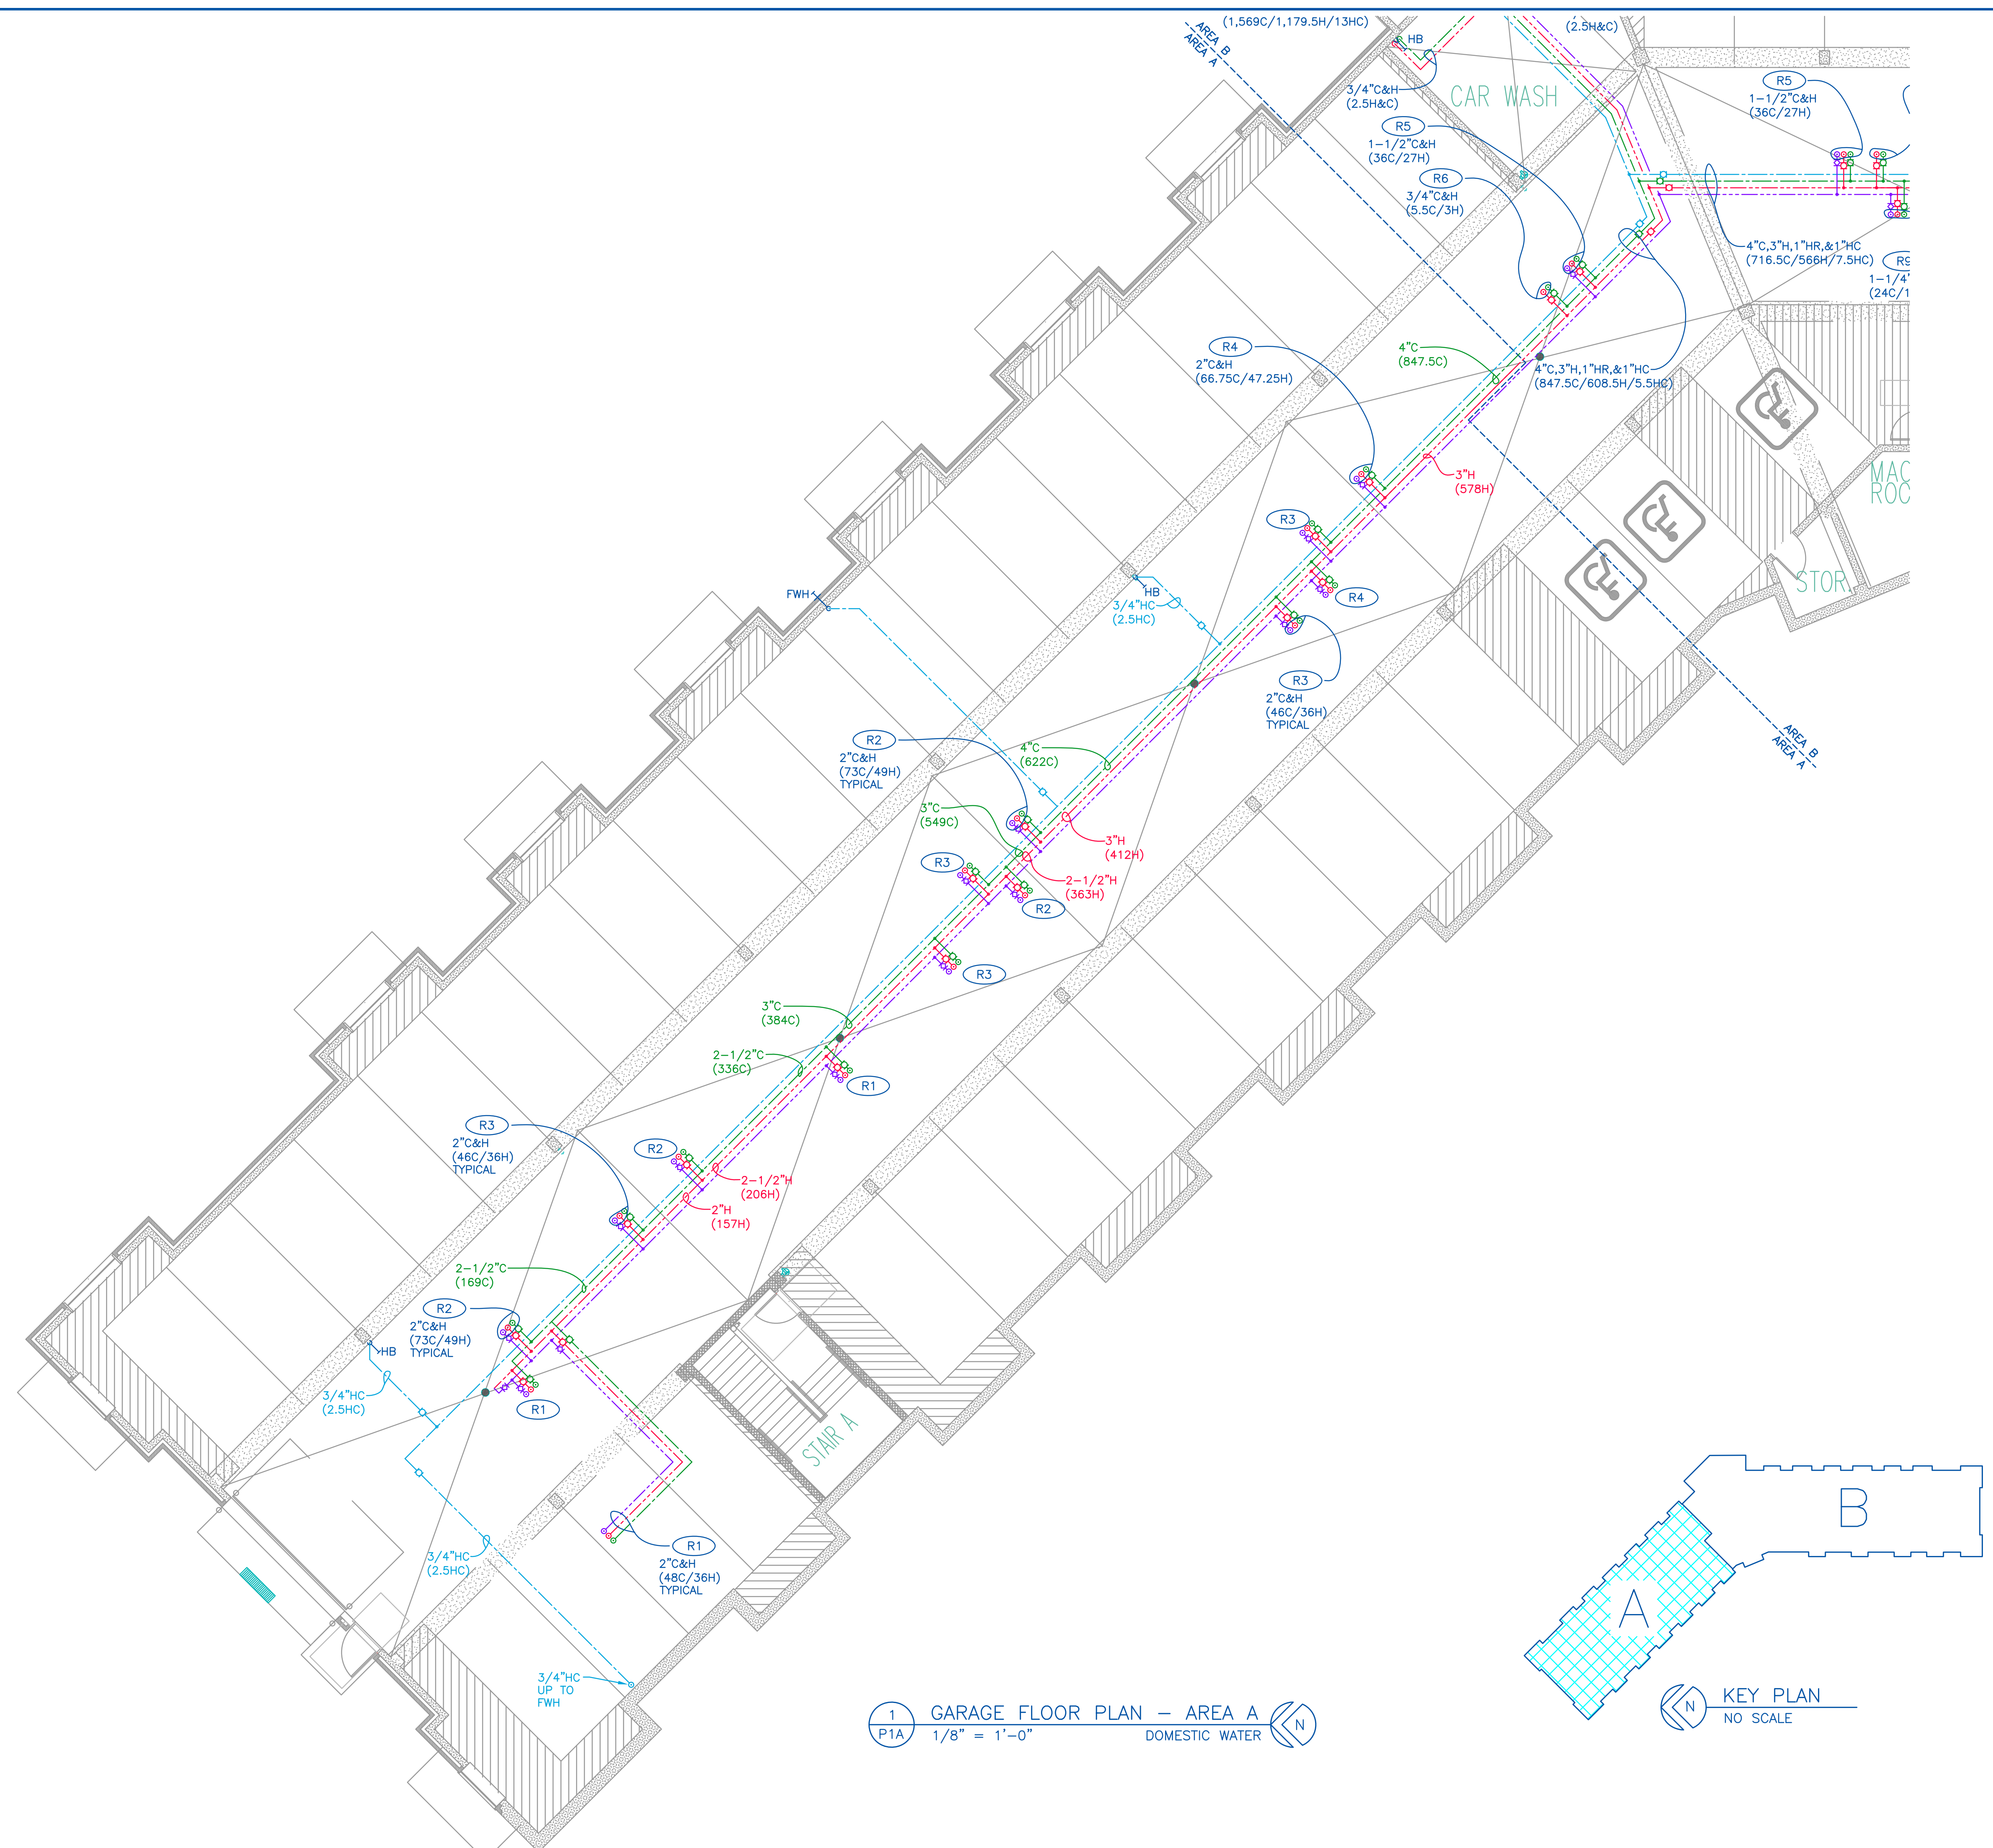 (1,569C/1,179.5H/13HC)
(2.5H&C)
AREA B
AREA A
HB
3/4"C&H
(2.5H&C)
CAR WASH
R5
1-1/2"C&H
(36C/27H)
R5
1-1/2"C&H
(36C/27H)
R6
3/4"C&H
(5.5C/3H)
4"C,3"H,1"HR,&1"HC
(716.5C/566H/7.5HC)
R4
2"C&H
(66.75C/47.25H)
4"C
(847.5C)
4"C,3"H,1"HR,&1"HC
(847.5C/608.5H/5.5HC)
3"H
(578H)
R3
R4
STOR.
FWH
HB
3/4"HC
(2.5HC)
R3
2"C&H
(46C/36H)
TYPICAL
AREA B
AREA A
R2
2"C&H
(73C/49H)
TYPICAL
4"C
(622C)
3"C
(549C)
3"H
(412H)
R3
2-1/2"H
(363H)
R2
R3
3"C
(384C)
2-1/2"C
(336C)
R1
R3
2"C&H
(46C/36H)
TYPICAL
R2
2-1/2"H
(206H)
2"H
(157H)
2-1/2"C
(169C)
R2
2"C&H
(73C/49H)
TYPICAL
HB
3/4"HC
(2.5HC)
R1
STAIR A
3/4"HC
(2.5HC)
R1
2"C&H
(48C/36H)
TYPICAL
3/4"HC
UP TO
FWH
1
P1A
GARAGE FLOOR PLAN - AREA A
1/8" = 1'-0"
DOMESTIC WATER
N
A
B
N
KEY PLAN
NO SCALE